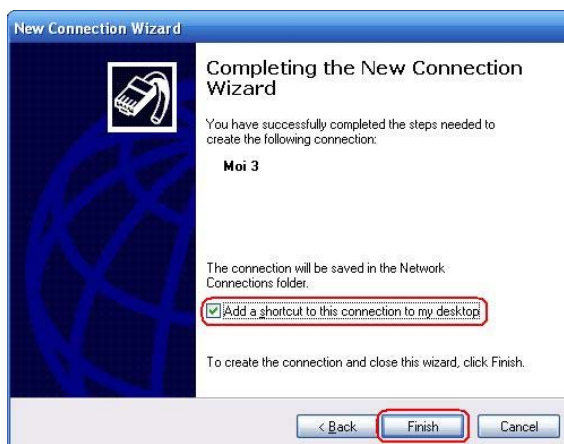 New Connection Wizard
Completing the New Connection
Wizard
You have successfully completed the steps needed to
create the following connection:
Moi 3
The connection will be saved in the Network
Connections folder.
Add a shortcut to this connection to my desktop
To create the connection and close this wizard, click Finish.
< Back
Finish
Cancel